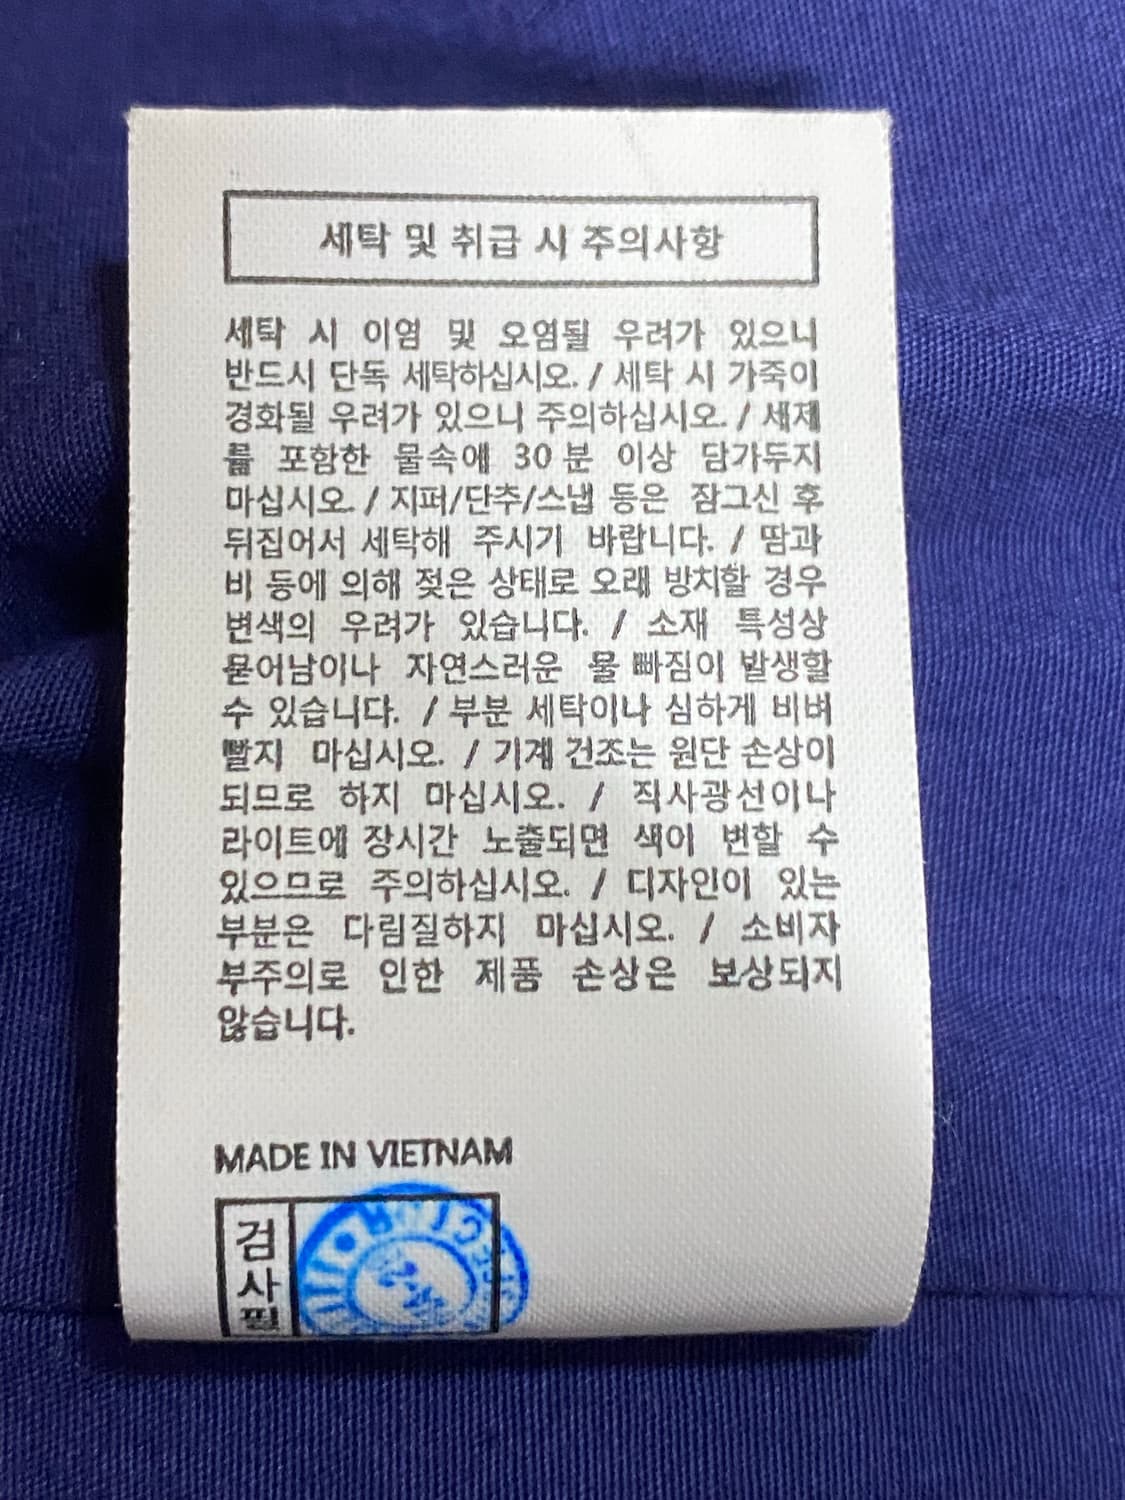 세탁 및 취급 시 주의사항
세탁 시 이염 및 오염될 우려가 있으니
반드시 단독 세탁하십시오. / 세탁 시 가죽이
경화될 우려가 있으니 주의하십시오. / 세제
를 포함한 물속에 30분 이상 담가두지
마십시오. / 지퍼/단추/스냅 등은 잠그신 후
뒤집어서 세탁해 주시기 바랍니다. / 땀과
비 등에 의해 젖은 상태로 오래 방치할 경우
변색의 우려가 있습니다. / 소재 특성상
묻어남이나 자연스러운 물 빠짐이 발생할
수 있습니다. / 부분 세탁이나 심하게 비벼
빨지 마십시오. / 기계 건조는 원단 손상이
되므로 하지 마십시오. / 직사광선이나
라이트에 장시간 노출되면 색이 변할 수
있으므로 주의하십시오. / 디자인이 있는
부분은 다림질하지 마십시오. / 소비자
부주의로 인한 제품 손상은 보상되지
않습니다.
MADE IN VIETNAM
검사필